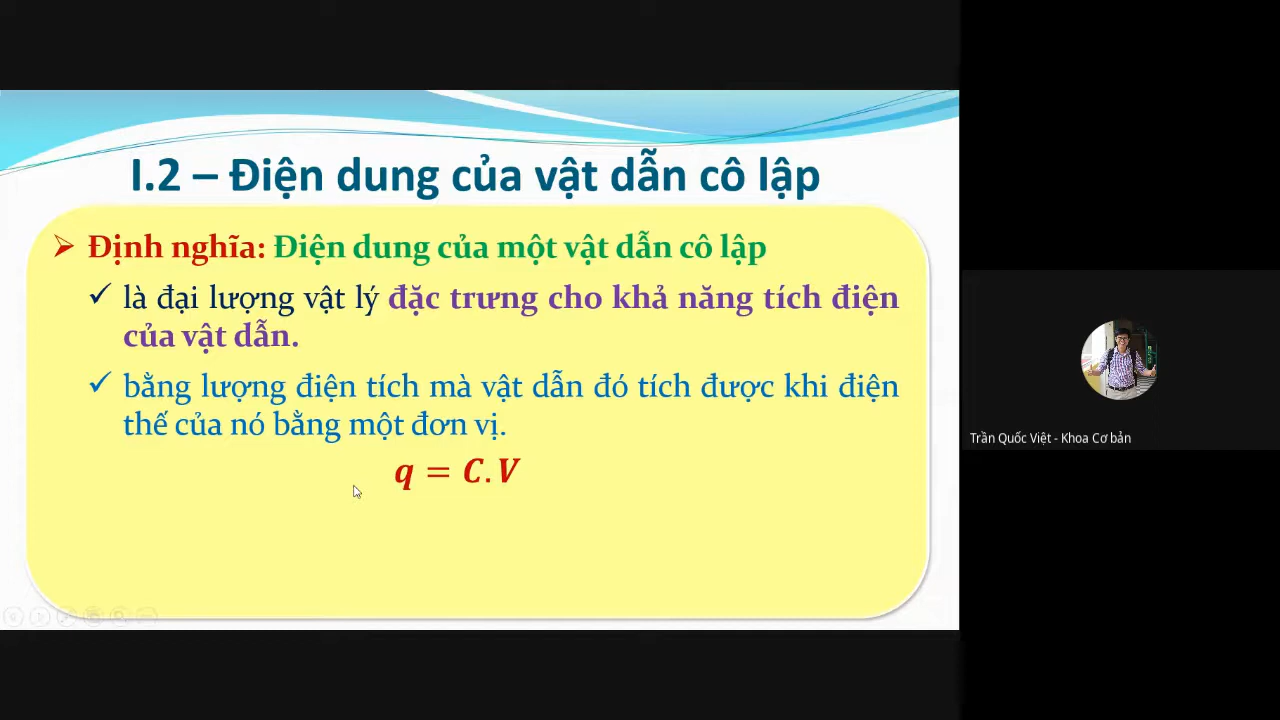 I.2 – Điện dung của vật dẫn cô lập
Định nghĩa: Điện dung của một vật dẫn cô lập
là đại lượng vật lý đặc trưng cho khả năng tích điện
của vật dẫn.
bằng lượng điện tích mà vật dẫn đó tích được khi điện
thế của nó bằng một đơn vị.
q = C.V
Trần Quốc Việt - Khoa Cơ bản